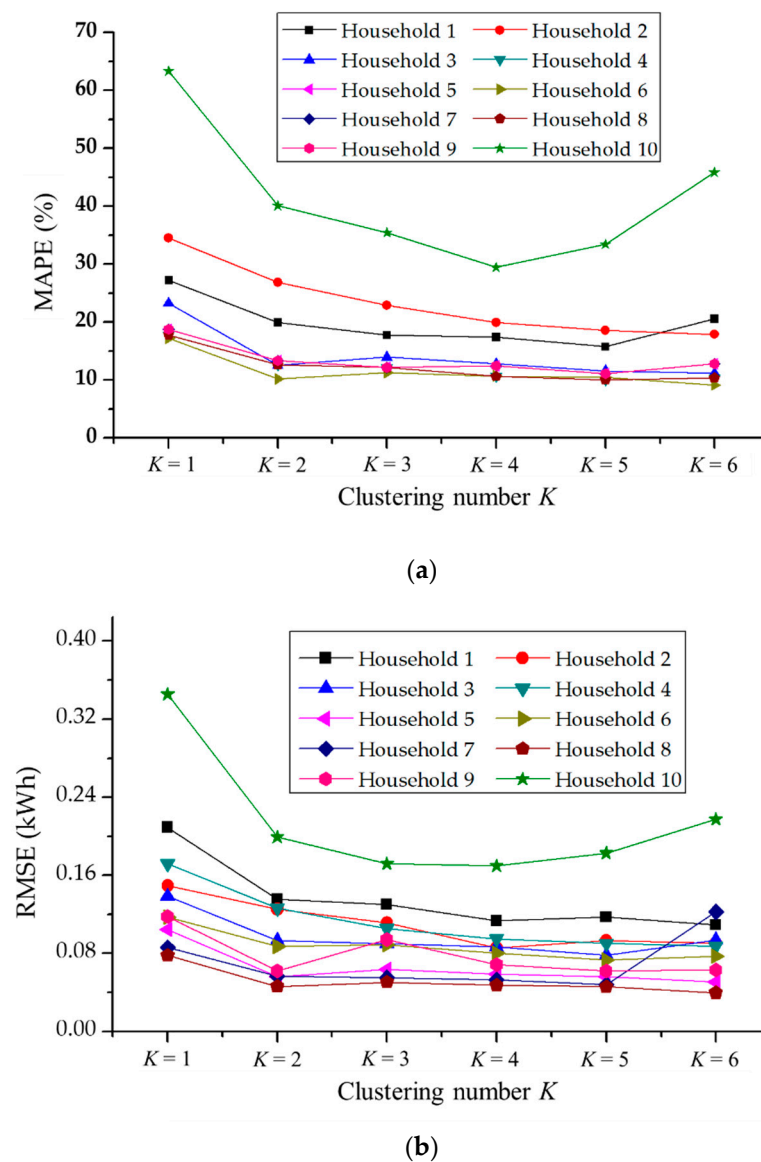 Household 1 Household 2
Household 3 Household 4
Household 5 Household 6
Household 7 Household 8
Household 9 Household 10
70
60
50
40
30
20
10
0
MAPE (%)
K = 1 K = 2 K = 3 K = 4 K = 5 K = 6
Clustering number K
(a)
Household 1 Household 2
Household 3 Household 4
Household 5 Household 6
Household 7 Household 8
Household 9 Household 10
0.40
0.32
0.24
0.16
0.08
0.00
RMSE (kWh)
K = 1 K = 2 K = 3 K = 4 K = 5 K = 6
Clustering number K
(b)